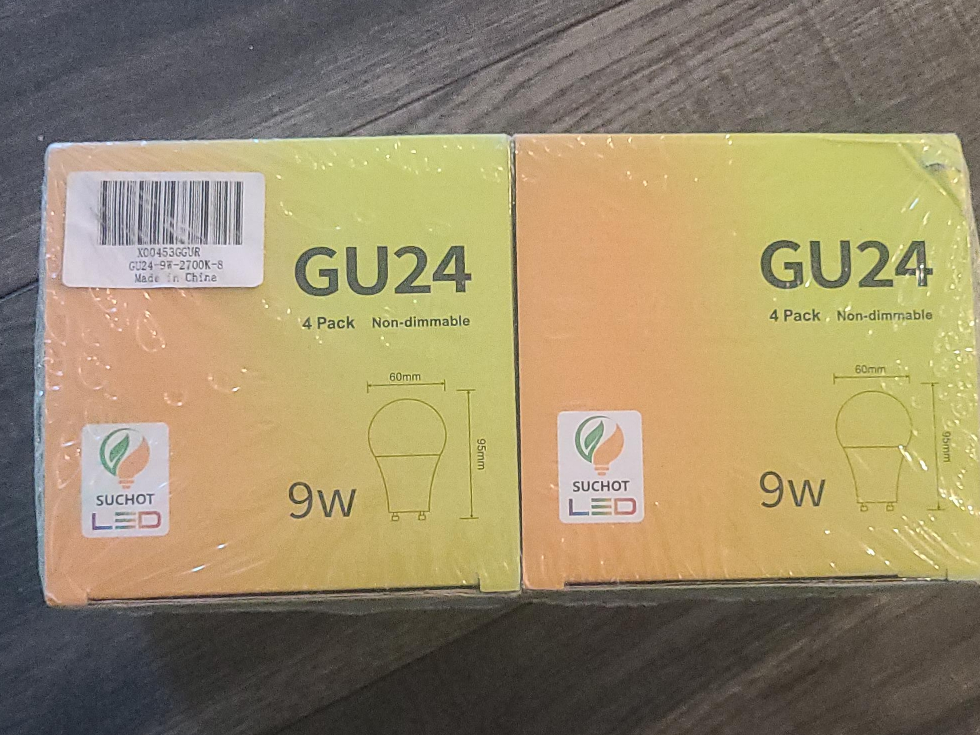 X00453GGUR
GU24-9W-2700K-8
Made in China
GU24
4 Pack Non-dimmable
60mm
95mm
SUCHOT
LED
9w
GU24
4 Pack Non-dimmable
60mm
95mm
SUCHOT
LED
9w